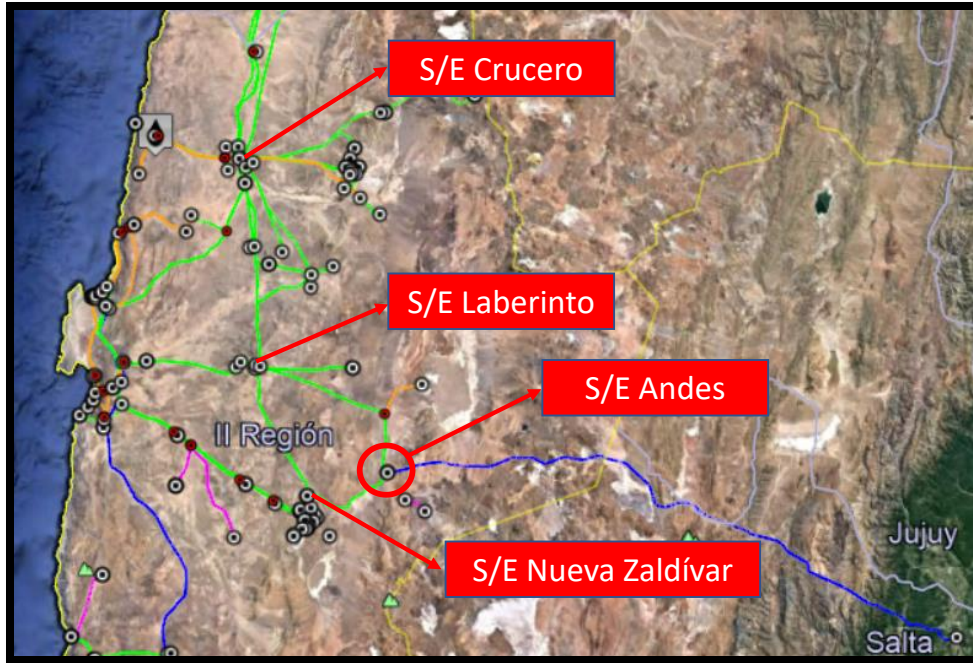 S/E Crucero
S/E Laberinto
S/E Andes
II Región
Jujuy
S/E Nueva Zaldívar
Salta